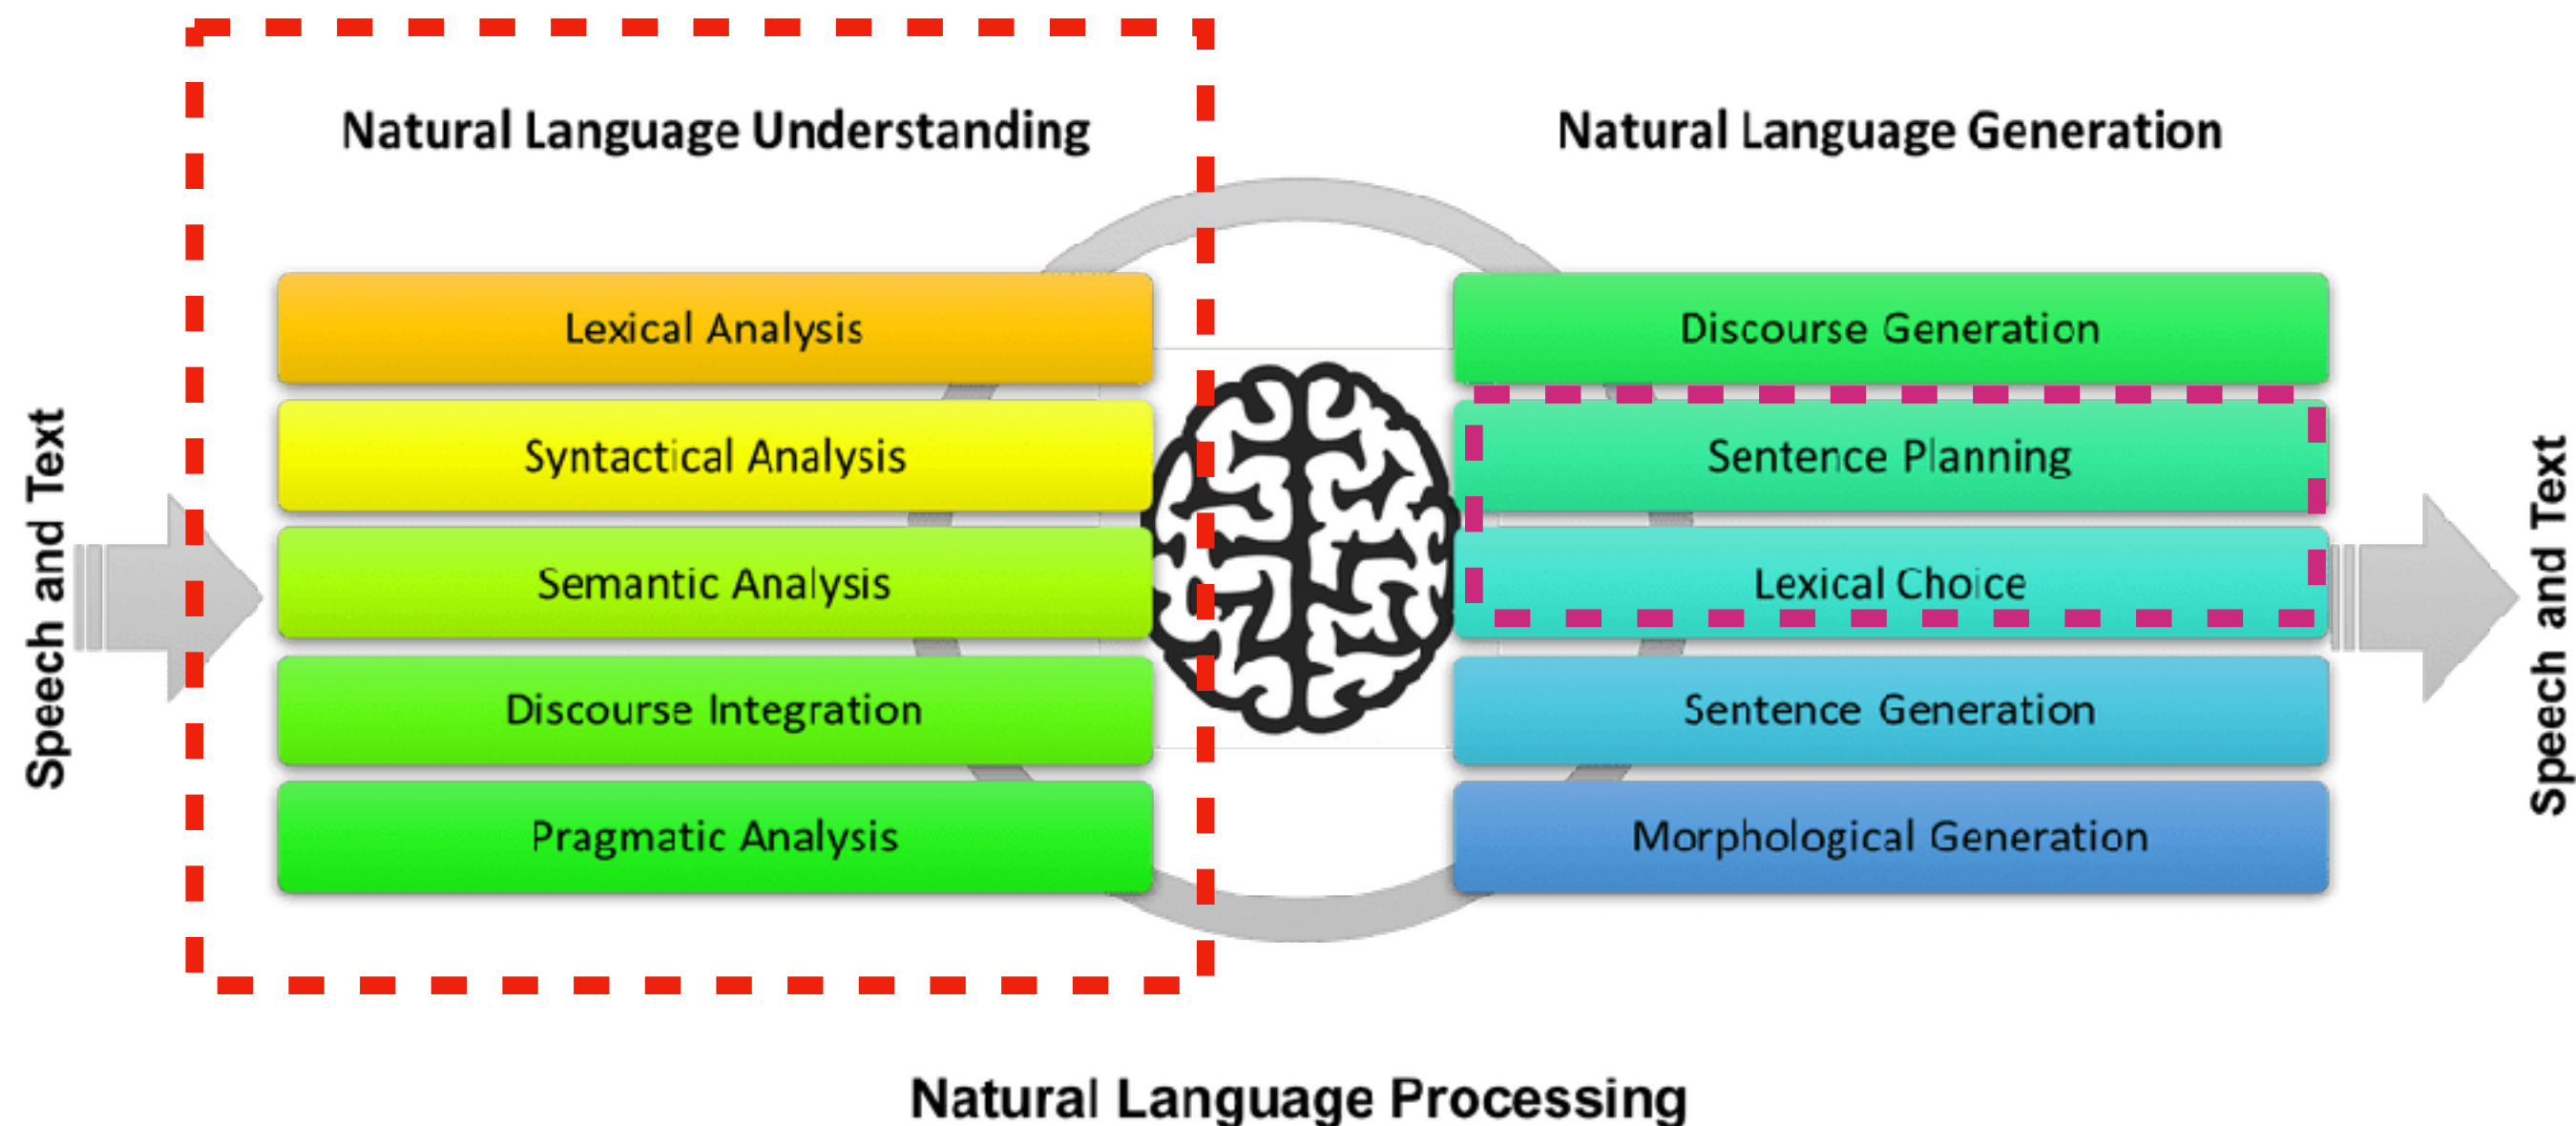 Natural Language Understanding
Natural Language Generation
Speech and Text
Lexical Analysis
Syntactical Analysis
Semantic Analysis
Discourse Integration
Pragmatic Analysis
Discourse Generation
Sentence Planning
Lexical Choice
Sentence Generation
Morphological Generation
Speech and Text
Natural Language Processing